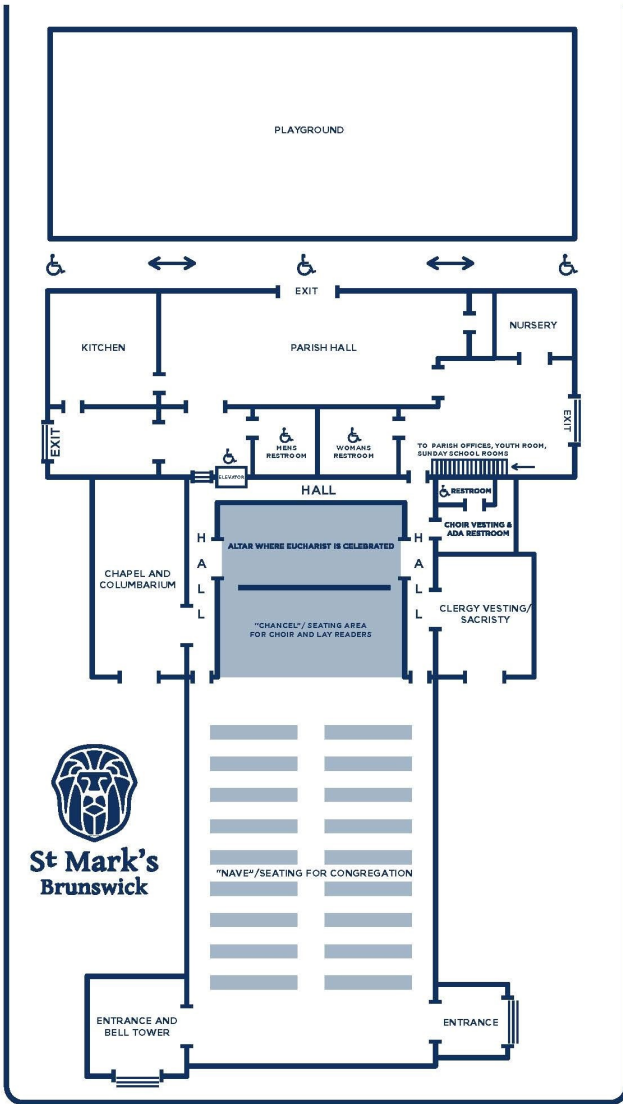 PLAYGROUND
EXIT
KITCHEN
PARISH HALL
NURSERY
EXIT
EXIT
MENS
RESTROOM
WOMANS
RESTROOM
TO PARISH OFFICES, YOUTH ROOM,
SUNDAY SCHOOL ROOMS
ELEVATOR
HALL
RESTROOM
CHOIR VESTING &
ADA RESTROOM
HALL
ALTAR WHERE EUCHARIST IS CELEBRATED
HALL
CHAPEL AND
COLUMBARIUM
"CHANCEL"/ SEATING AREA
FOR CHOIR AND LAY READERS
CLERGY VESTING/
SACRISTY
St Mark's
Brunswick
"NAVE"/SEATING FOR CONGREGATION
ENTRANCE AND
BELL TOWER
ENTRANCE